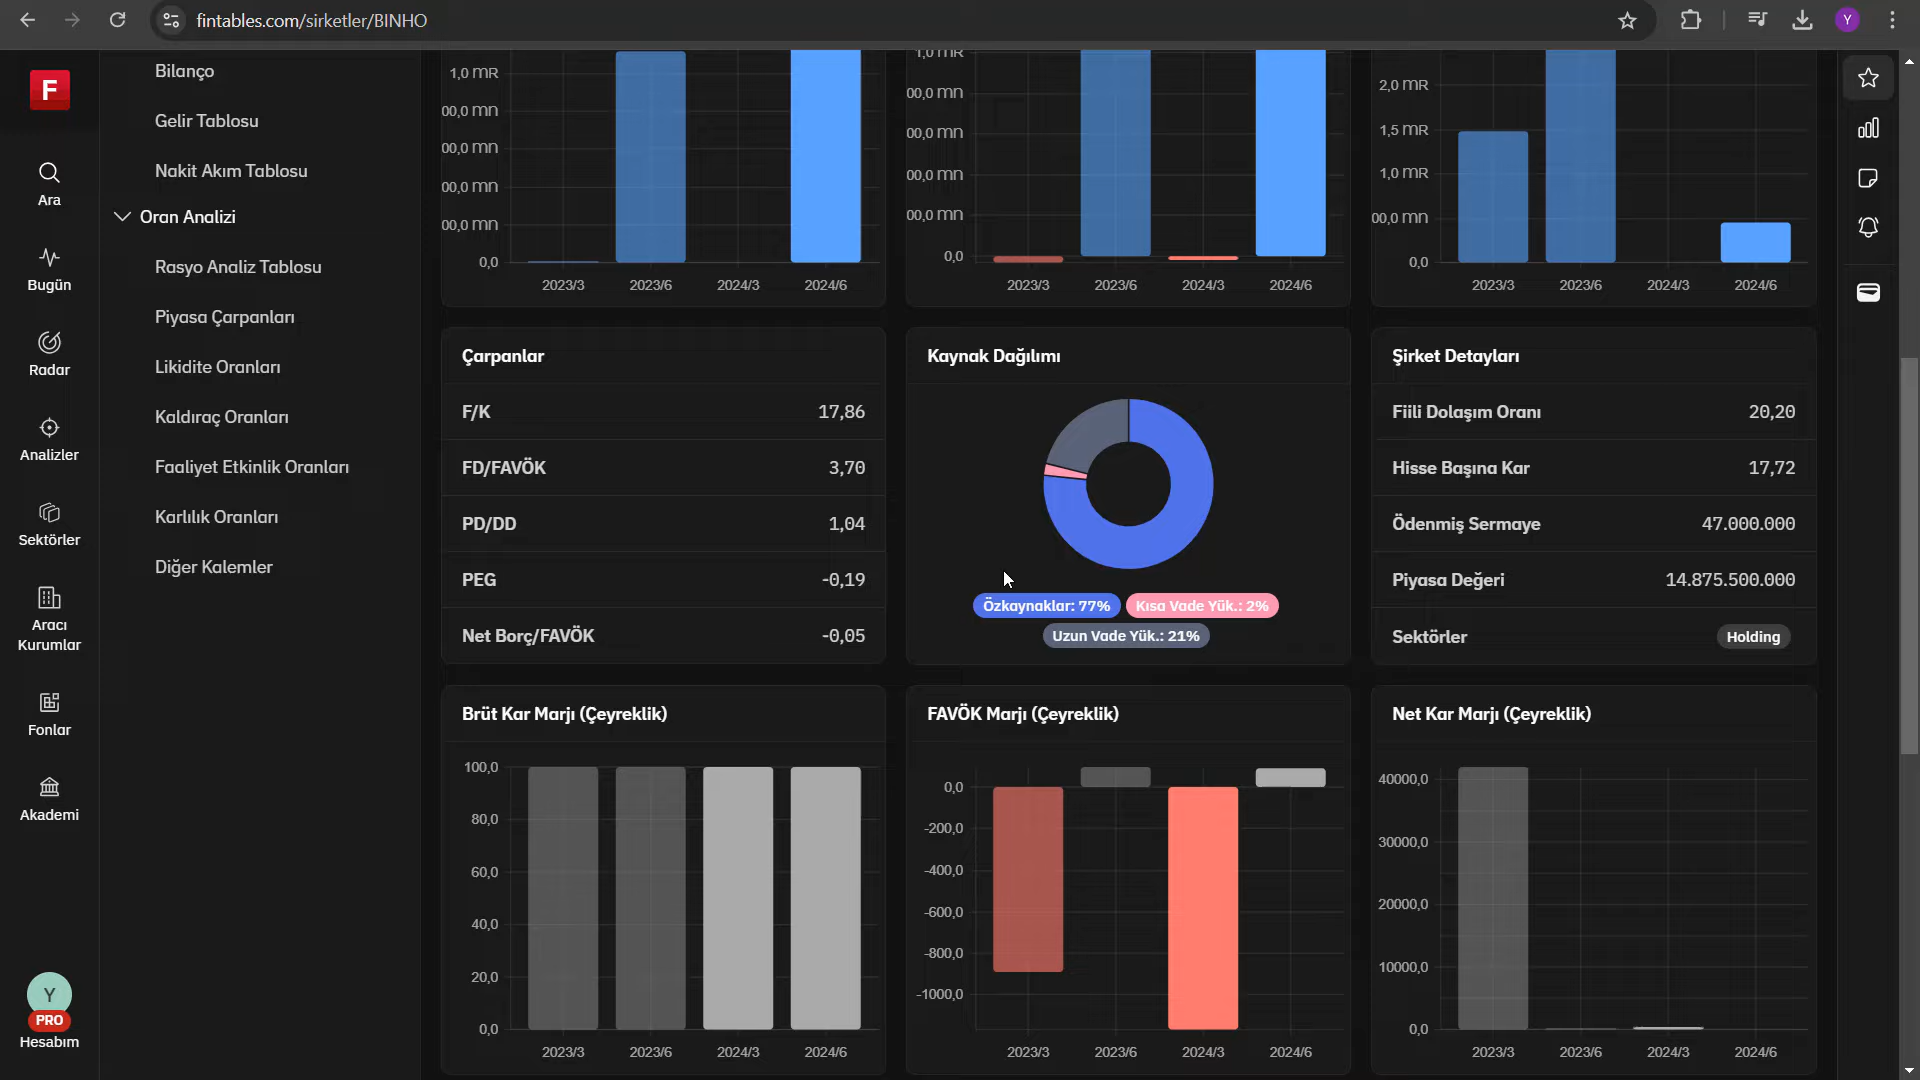 fintables.com/sirketler/BINHO
Y
F
Ara
Bugün
Radar
Analizler
Sektörler
Aracı
Kurumlar
Fonlar
Akademi
Y
PRO
Hesabım
Bilanço
Gelir Tablosu
Nakit Akım Tablosu
Oran Analizi
Rasyo Analiz Tablosu
Piyasa Çarpanları
Likidite Oranları
Kaldıraç Oranları
Faaliyet Etkinlik Oranları
Karlılık Oranları
Diğer Kalemler
1,0 mR
00,0 mn
00,0 mn
00,0 mn
00,0 mn
0,0
2023/3 2023/6 2024/3 2024/6
1,0 mR
00,0 mn
00,0 mn
00,0 mn
00,0 mn
0,0
2023/3 2023/6 2024/3 2024/6
2,0 mR
1,5 mR
1,0 mR
00,0 mn
0,0
2023/3 2023/6 2024/3 2024/6
Çarpanlar
F/K 17,86
FD/FAVÖK 3,70
PD/DD 1,04
PEG -0,19
Net Borç/FAVÖK -0,05
Kaynak Dağılımı
Özkaynaklar: 77% Kısa Vade Yük.: 2%
Uzun Vade Yük.: 21%
Şirket Detayları
Fiili Dolaşım Oranı 20,20
Hisse Başına Kar 17,72
Ödenmiş Sermaye 47.000.000
Piyasa Değeri 14.875.500.000
Sektörler Holding
Brüt Kar Marjı (Çeyreklik)
100,0
80,0
60,0
40,0
20,0
0,0
2023/3 2023/6 2024/3 2024/6
FAVÖK Marjı (Çeyreklik)
0,0
-200,0
-400,0
-600,0
-800,0
-1000,0
2023/3 2023/6 2024/3 2024/6
Net Kar Marjı (Çeyreklik)
40000,0
30000,0
20000,0
10000,0
0,0
2023/3 2023/6 2024/3 2024/6